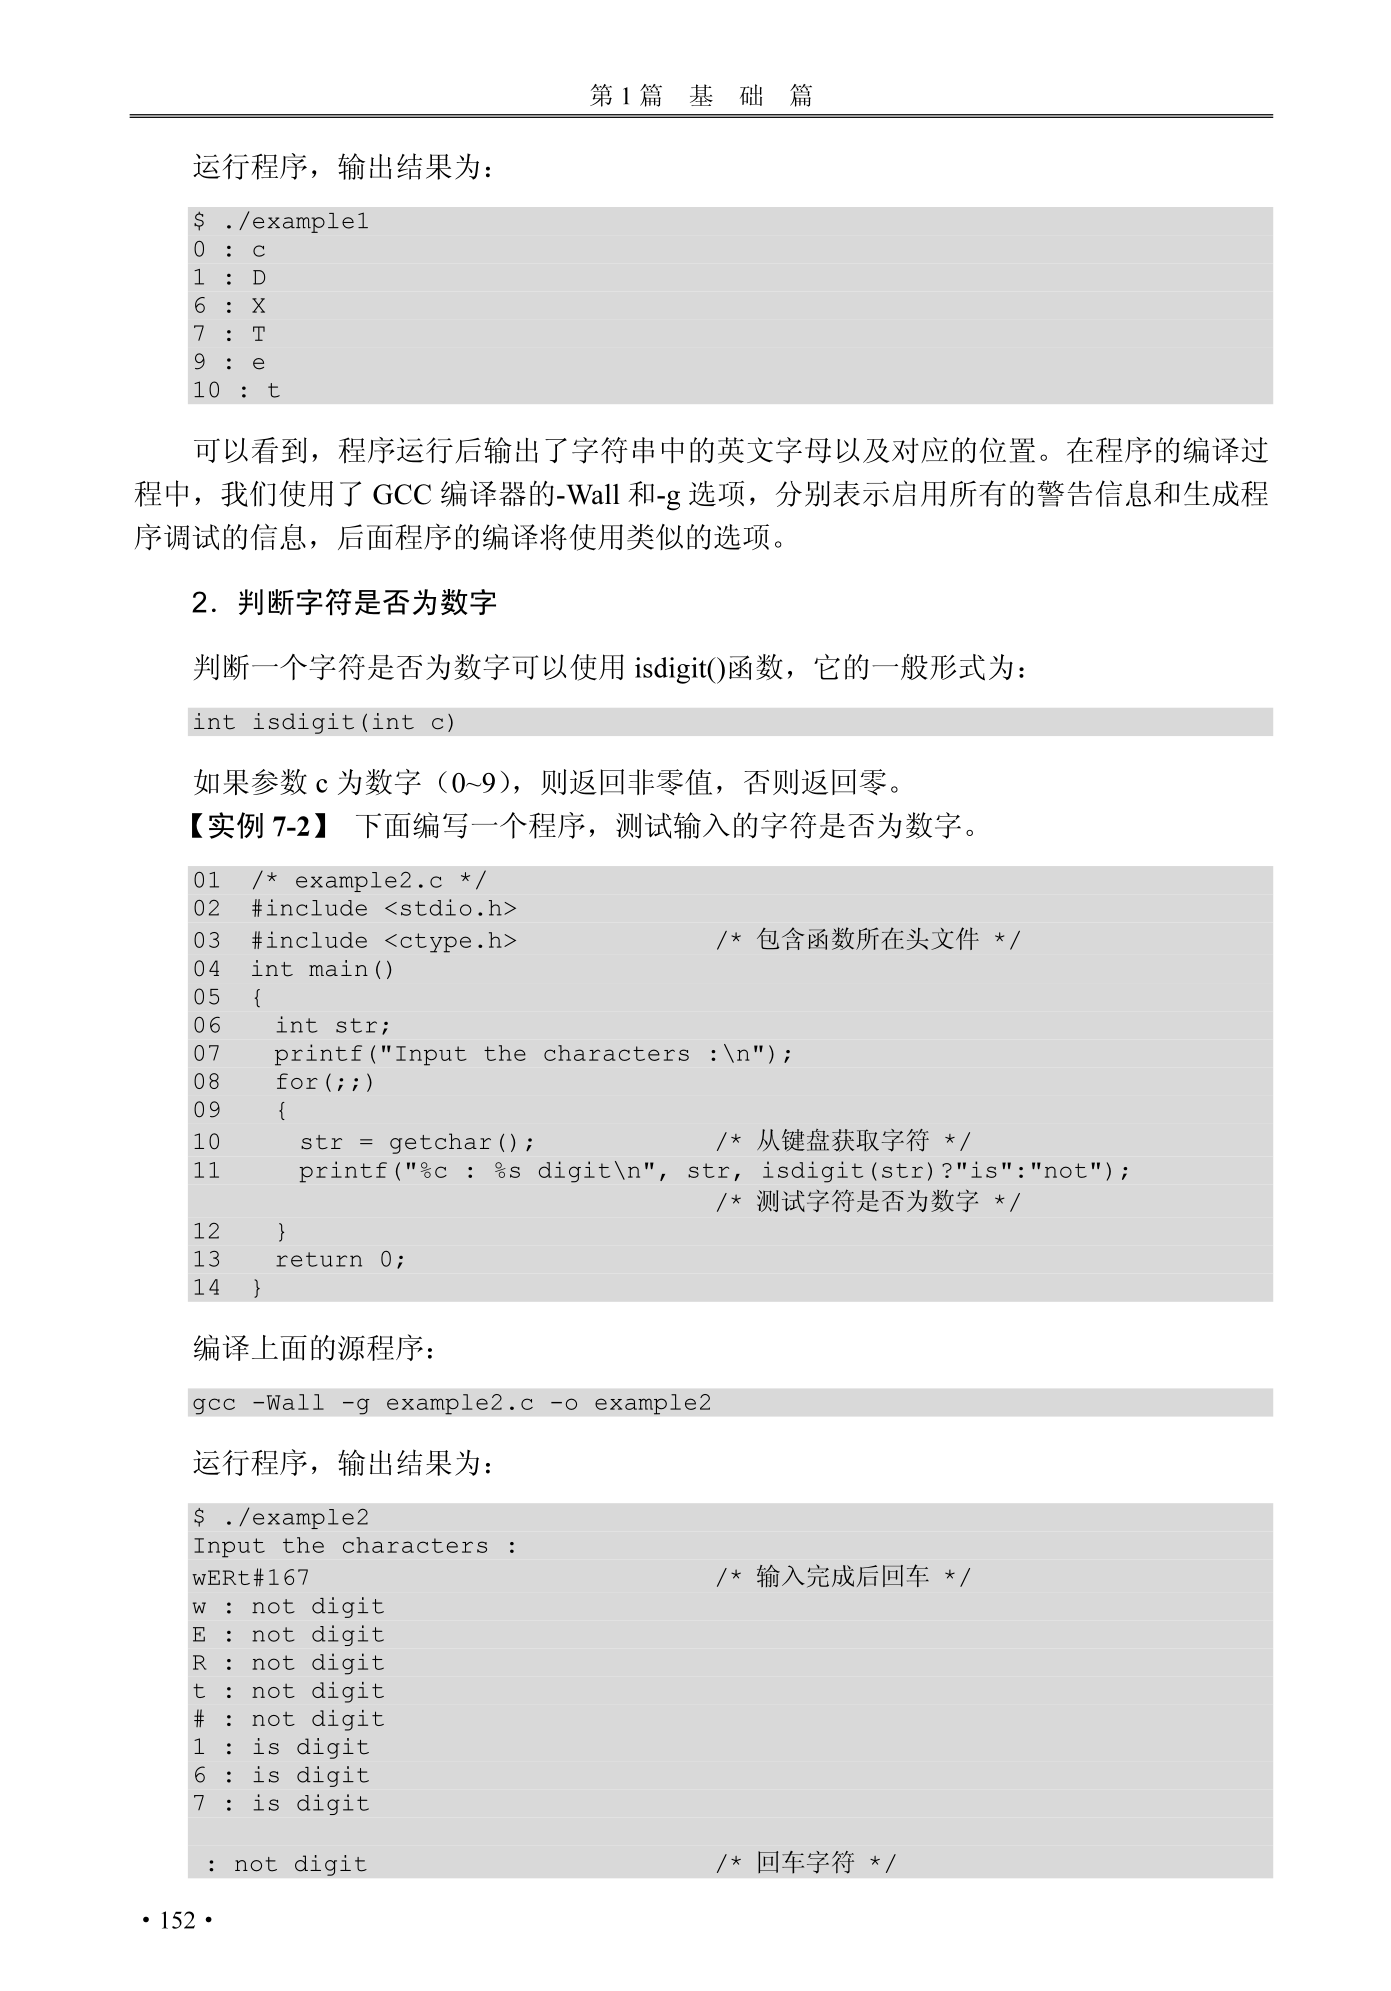 第 1 篇 基 础 篇
运行程序，输出结果为：
$ ./example1
0 : c
1 : D
6 : X
7 : T
9 : e
10 : t
可以看到，程序运行后输出了字符串中的英文字母以及对应的位置。在程序的编译过
程中，我们使用了 GCC 编译器的-Wall 和-g 选项，分别表示启用所有的警告信息和生成程
序调试的信息，后面程序的编译将使用类似的选项。
2．判断字符是否为数字
判断一个字符是否为数字可以使用 isdigit()函数，它的一般形式为：
int isdigit(int c)
如果参数 c 为数字（0~9），则返回非零值，否则返回零。
【实例 7-2】 下面编写一个程序，测试输入的字符是否为数字。
01 /* example2.c */
02 #include <stdio.h>
03 #include <ctype.h> /* 包含函数所在头文件 */
04 int main()
05 {
06 int str;
07 printf("Input the characters :\n");
08 for(;;)
09 {
10 str = getchar(); /* 从键盘获取字符 */
11 printf("%c : %s digit\n", str, isdigit(str)?"is":"not");
/* 测试字符是否为数字 */
12 }
13 return 0;
14 }
编译上面的源程序：
gcc -Wall -g example2.c -o example2
运行程序，输出结果为：
$ ./example2
Input the characters :
wERt#167 /* 输入完成后回车 */
w : not digit
E : not digit
R : not digit
t : not digit
# : not digit
1 : is digit
6 : is digit
7 : is digit
: not digit /* 回车字符 */
• 152 •